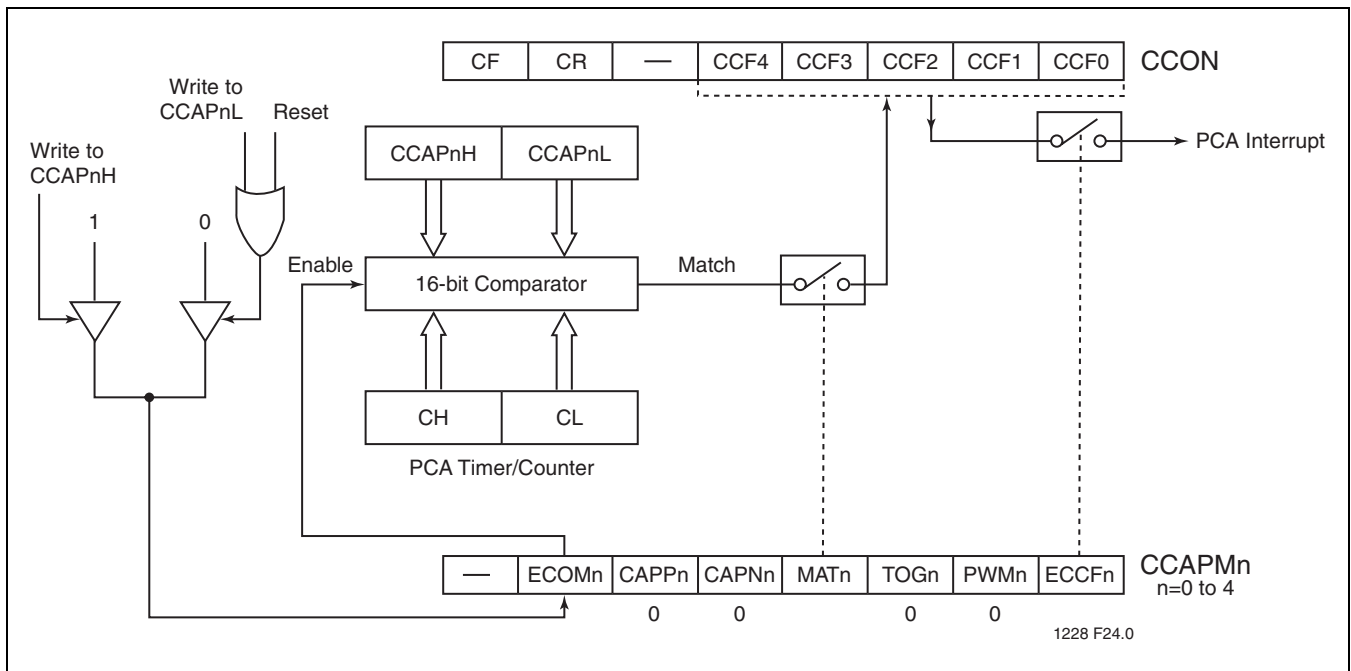 CF CR — CCF4 CCF3 CCF2 CCF1 CCF0 CCON
Write to
CCAPnL
Reset
Write to
CCAPnH
1
0
CCAPnH CCAPnL
PCA Interrupt
Enable
16-bit Comparator
Match
CH CL
PCA Timer/Counter
— ECOMn CAPPn CAPNn MATn TOGn PWMn ECCFn CCAPMn
n=0 to 4
0 0 0 0
1228 F24.0